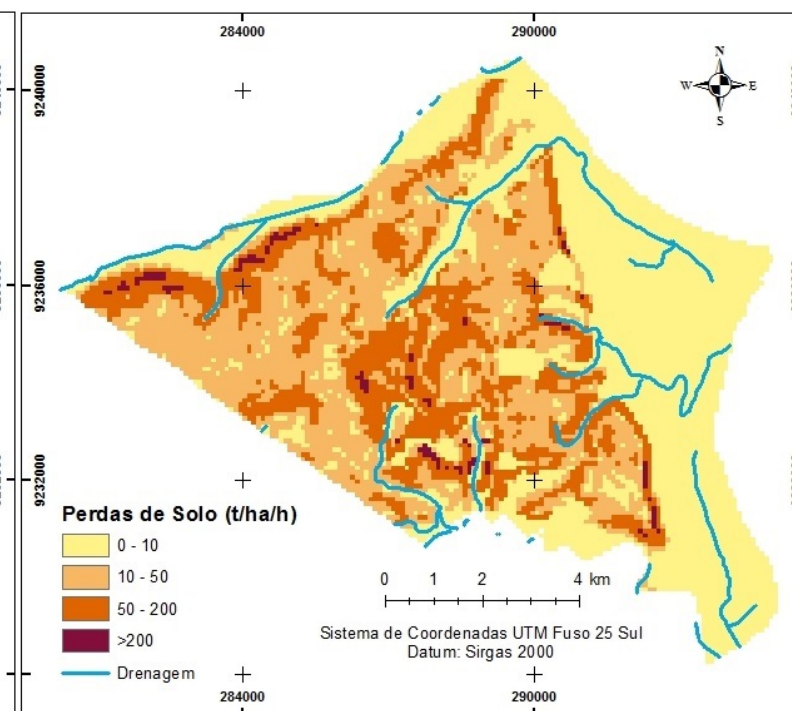 284000
290000
N
W
E
S
9240000
9236000
9232000
Perdas de Solo (t/ha/h)
0 - 10
10 - 50
50 - 200
>200
Drenagem
0 1 2 4 km
Sistema de Coordenadas UTM Fuso 25 Sul
Datum: Sirgas 2000
284000
290000